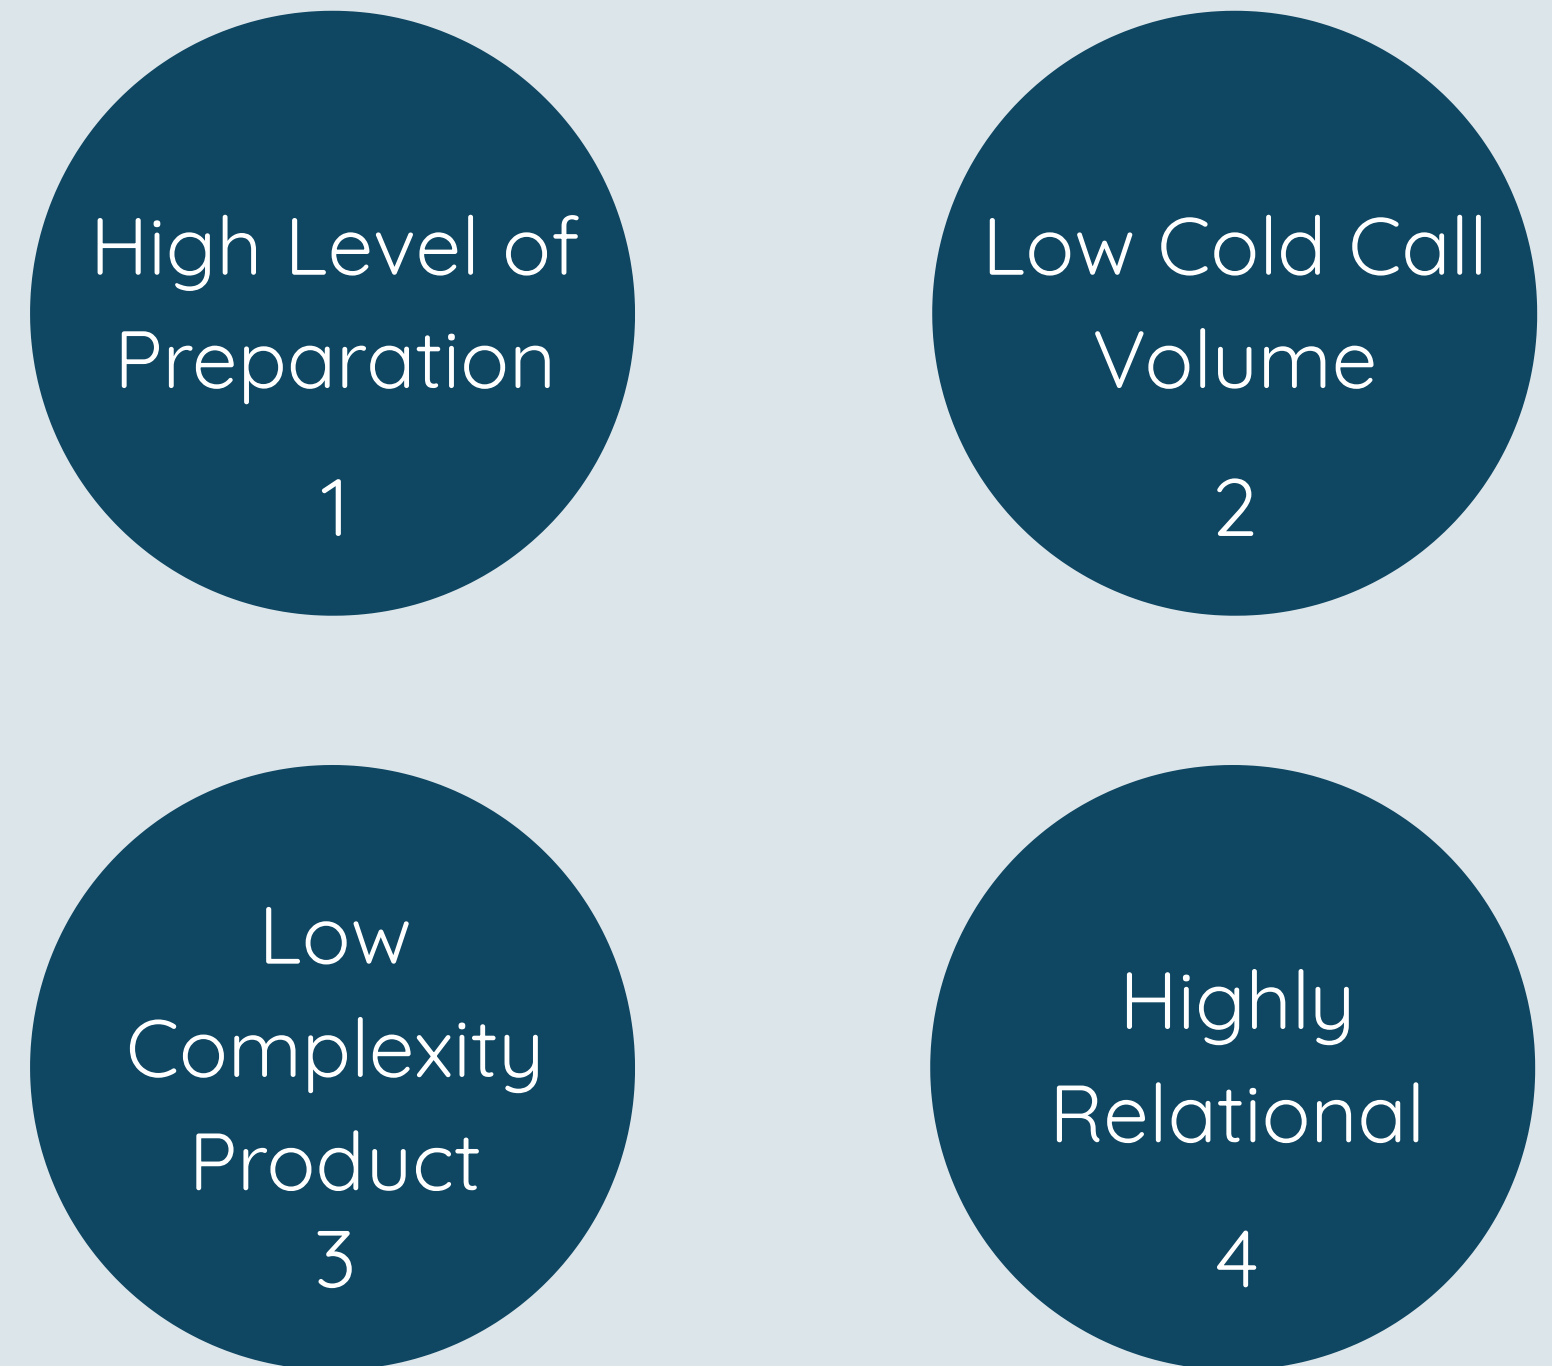 High Level of
Preparation
1
Low Cold Call
Volume
2
Low
Complexity
Product
3
Highly
Relational
4